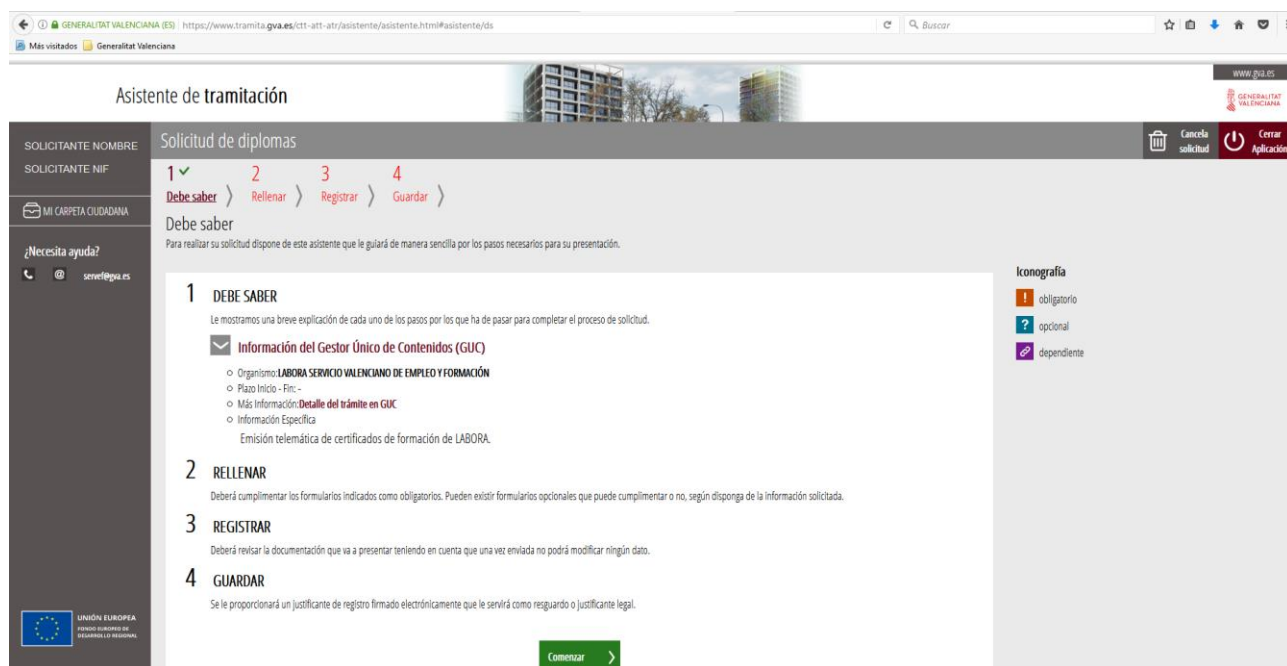 GENERALITAT VALENCIANA (ES) https://www.tramita.gva.es/ctt-att-atr/asistente/asistente.html#asistente/ds
Buscar
Más visitados Generalitat Valenciana
Asistente de tramitación
www.gva.es
GENERALITAT
VALENCIANA
SOLICITANTE NOMBRE
SOLICITANTE NIF
MI CARPETA CIUDADANA
¿Necesita ayuda?
@ servef@gva.es
Solicitud de diplomas
Cancela
solicitud
Cerrar
Aplicación
1 2 3 4
Debe saber Rellenar Registrar Guardar
Debe saber
Para realizar su solicitud dispone de este asistente que le guiará de manera sencilla por los pasos necesarios para su presentación.
1 DEBE SABER
Le mostramos una breve explicación de cada uno de los pasos por los que ha de pasar para completar el proceso de solicitud.
Información del Gestor Único de Contenidos (GUC)
Organismo:LABORA SERVICIO VALENCIANO DE EMPLEO Y FORMACIÓN
Plazo Inicio - Fin: -
Más Información:Detalle del trámite en GUC
Información Específica
Emisión telemática de certificados de formación de LABORA.
2 RELLENAR
Deberá cumplimentar los formularios indicados como obligatorios. Pueden existir formularios opcionales que puede cumplimentar o no, según disponga de la información solicitada.
3 REGISTRAR
Deberá revisar la documentación que va a presentar teniendo en cuenta que una vez enviada no podrá modificar ningún dato.
4 GUARDAR
Se le proporcionará un justificante de registro firmado electrónicamente que le servirá como resguardo o justificante legal.
Comenzar
Iconografía
! obligatorio
? opcional
dependiente
UNIÓN EUROPEA
FONDO EUROPEO DE
DESARROLLO REGIONAL